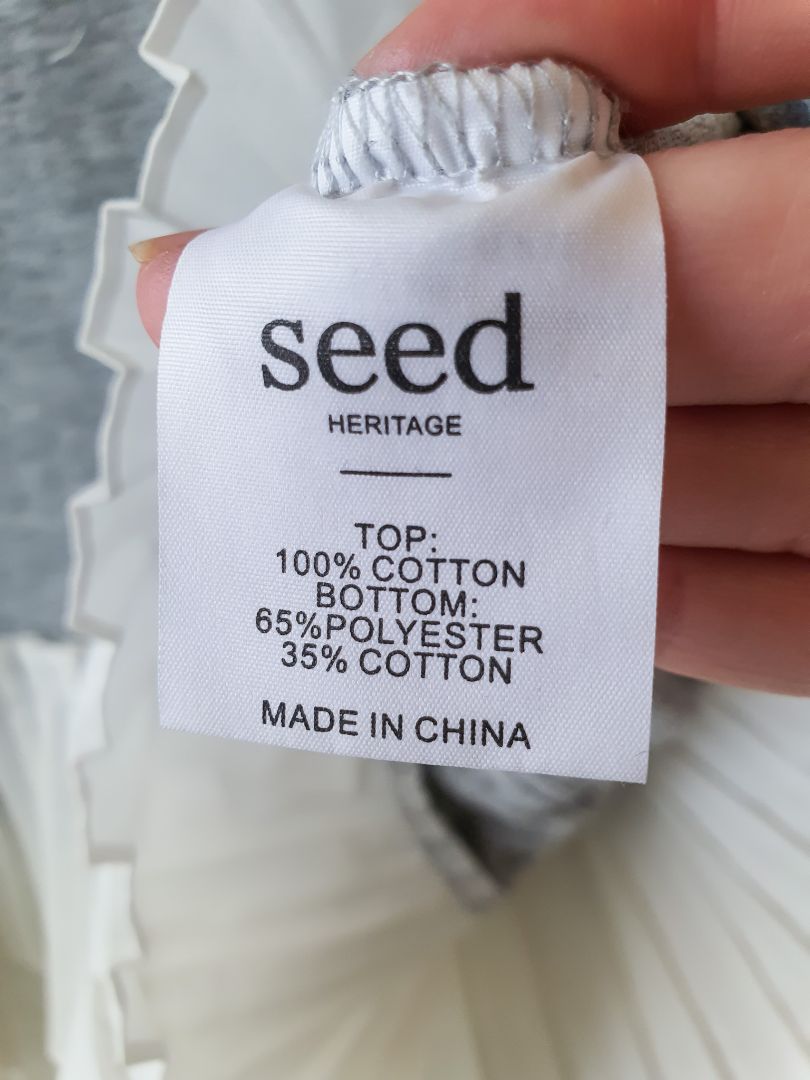 seed
HERITAGE
TOP:
100% COTTON
BOTTOM:
65%POLYESTER
35% COTTON
MADE IN CHINA